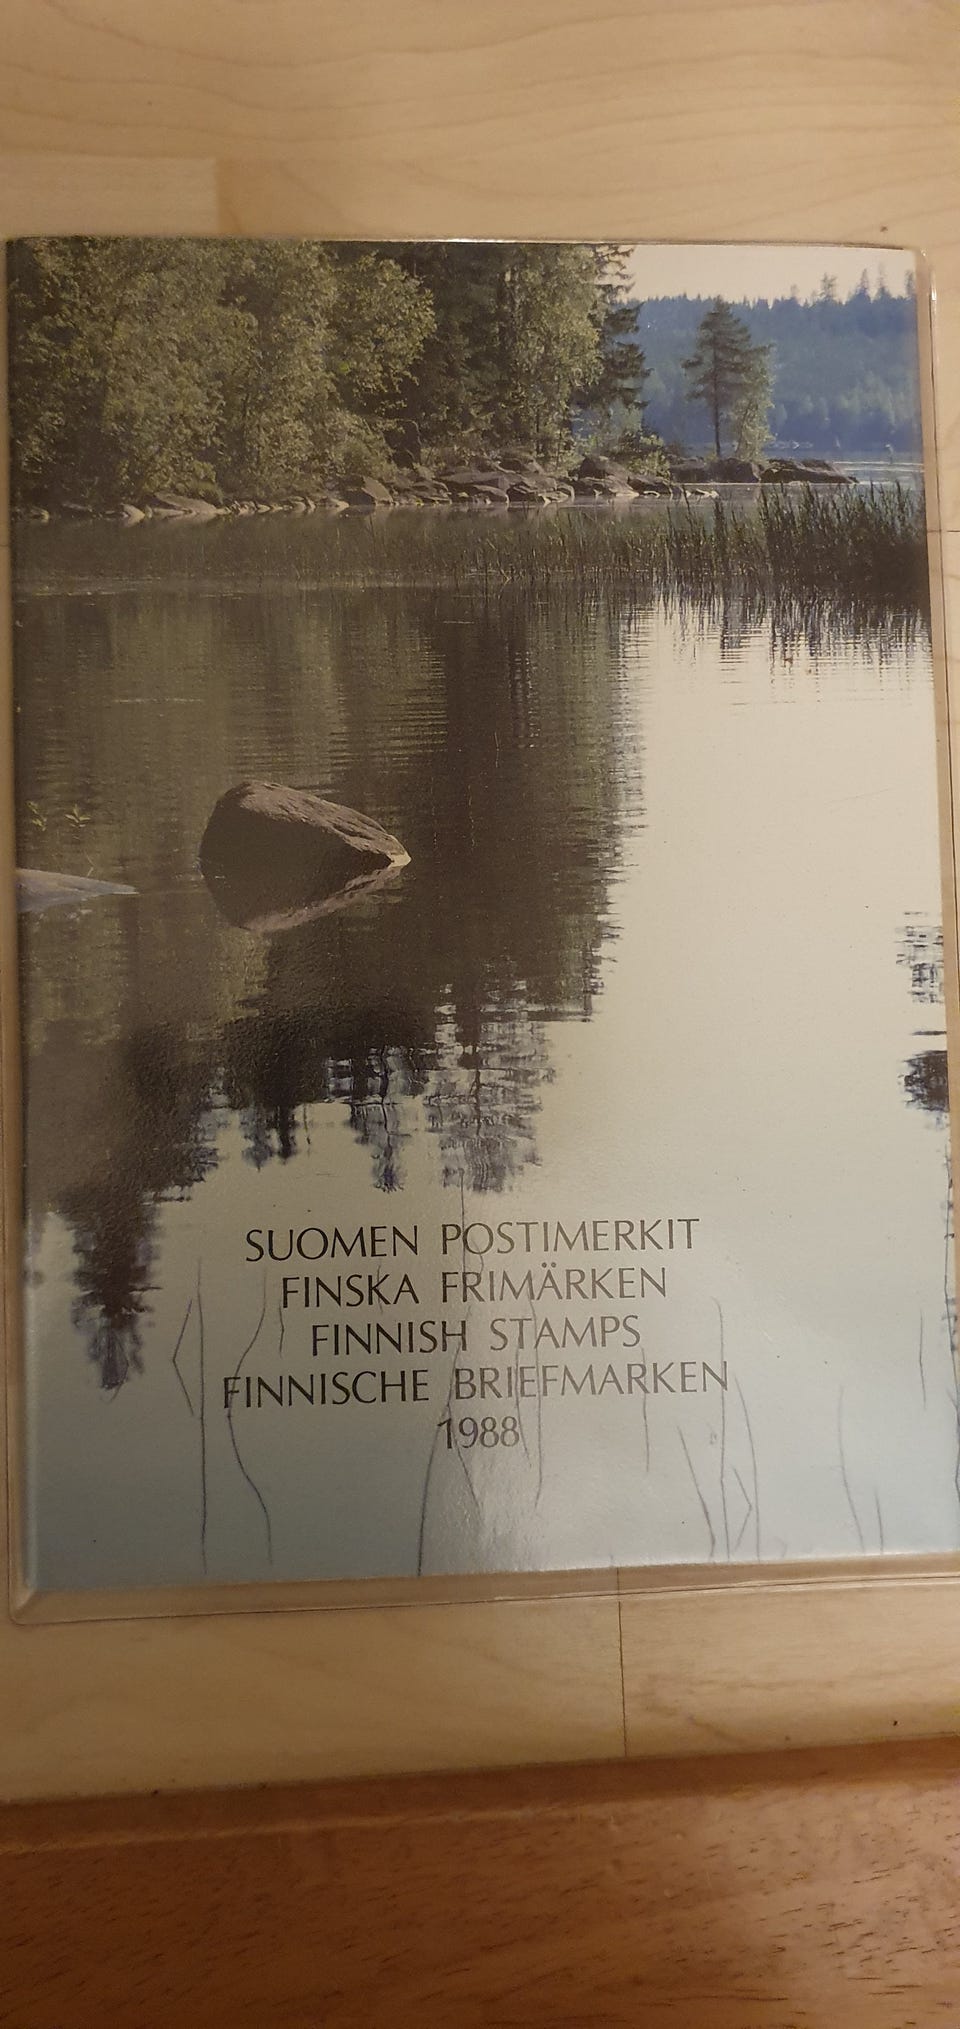 SUOMEN POSTIMERKIT
FINSKA FRIMÄRKEN
FINNISH STAMPS
FINNISCHE BRIEFMARKEN
1988